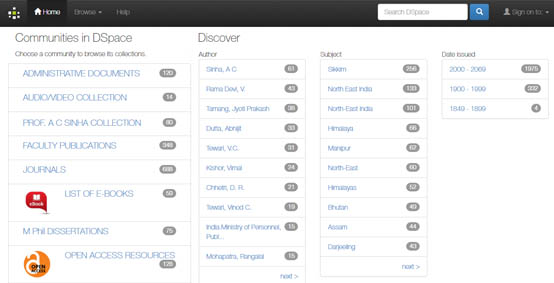 Home Browse Help Search DSpace Sign on to:
Communities in DSpace
Choose a community to browse its collections.
ADMINISTRATIVE DOCUMENTS 120
AUDIO/VIDEO COLLECTION 14
PROF. A C SINHA COLLECTION 80
FACULTY PUBLICATIONS 348
JOURNALS 688
eBook
LIST OF E-BOOKS 59
M Phil DISSERTATIONS 75
OPEN ACCESS
OPEN ACCESS RESOURCES 128
Discover
Author
Sinha, A C 61
Rama Devi, V. 43
Tamang, Jyoti Prakash 38
Dutta, Abhijit 33
Tewari, V.C. 31
Kishor, Vimal 24
Chhetri, D. R. 21
Tewari, Vinod C. 19
India Ministry of Personnel, 15
Publ...
Mohapatra, Rangalal 15
next >
Subject
Sikkim 256
North East India 139
North-East India 101
Himalaya 66
Manipur 62
North-East 60
Himalayas 52
Bhutan 49
Assam 44
Darjeeling 43
next >
Date issued
2000 - 2069 1975
1900 - 1999 332
1849 - 1899 4